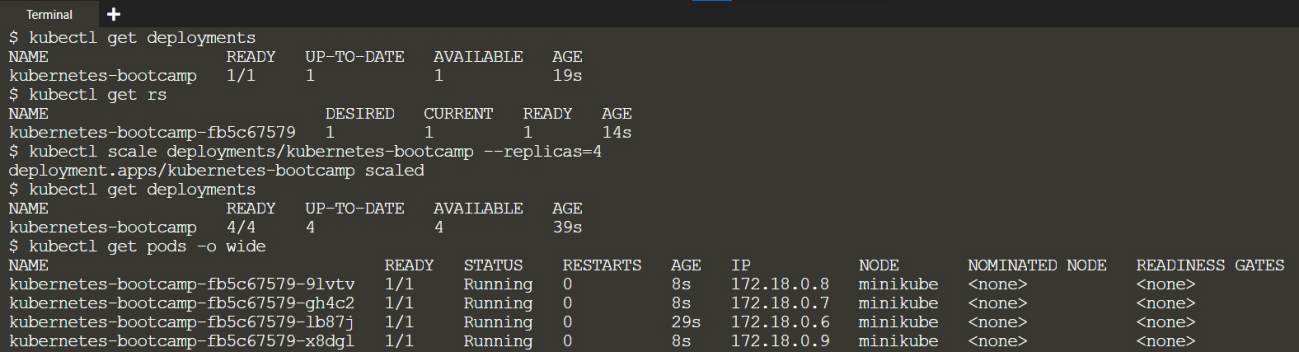 Terminal +
$ kubectl get deployments
NAME READY UP-TO-DATE AVAILABLE AGE
kubernetes-bootcamp 1/1 1 1 19s
$ kubectl get rs
NAME DESIRED CURRENT READY AGE
kubernetes-bootcamp-fb5c67579 1 1 1 14s
$ kubectl scale deployments/kubernetes-bootcamp --replicas=4
deployment.apps/kubernetes-bootcamp scaled
$ kubectl get deployments
NAME READY UP-TO-DATE AVAILABLE AGE
kubernetes-bootcamp 4/4 4 4 39s
$ kubectl get pods -o wide
NAME READY STATUS RESTARTS AGE IP NODE NOMINATED NODE READINESS GATES
kubernetes-bootcamp-fb5c67579-9lvtv 1/1 Running 0 8s 172.18.0.8 minikube <none> <none>
kubernetes-bootcamp-fb5c67579-gh4c2 1/1 Running 0 8s 172.18.0.7 minikube <none> <none>
kubernetes-bootcamp-fb5c67579-lb87j 1/1 Running 0 29s 172.18.0.6 minikube <none> <none>
kubernetes-bootcamp-fb5c67579-x8dgl 1/1 Running 0 8s 172.18.0.9 minikube <none> <none>